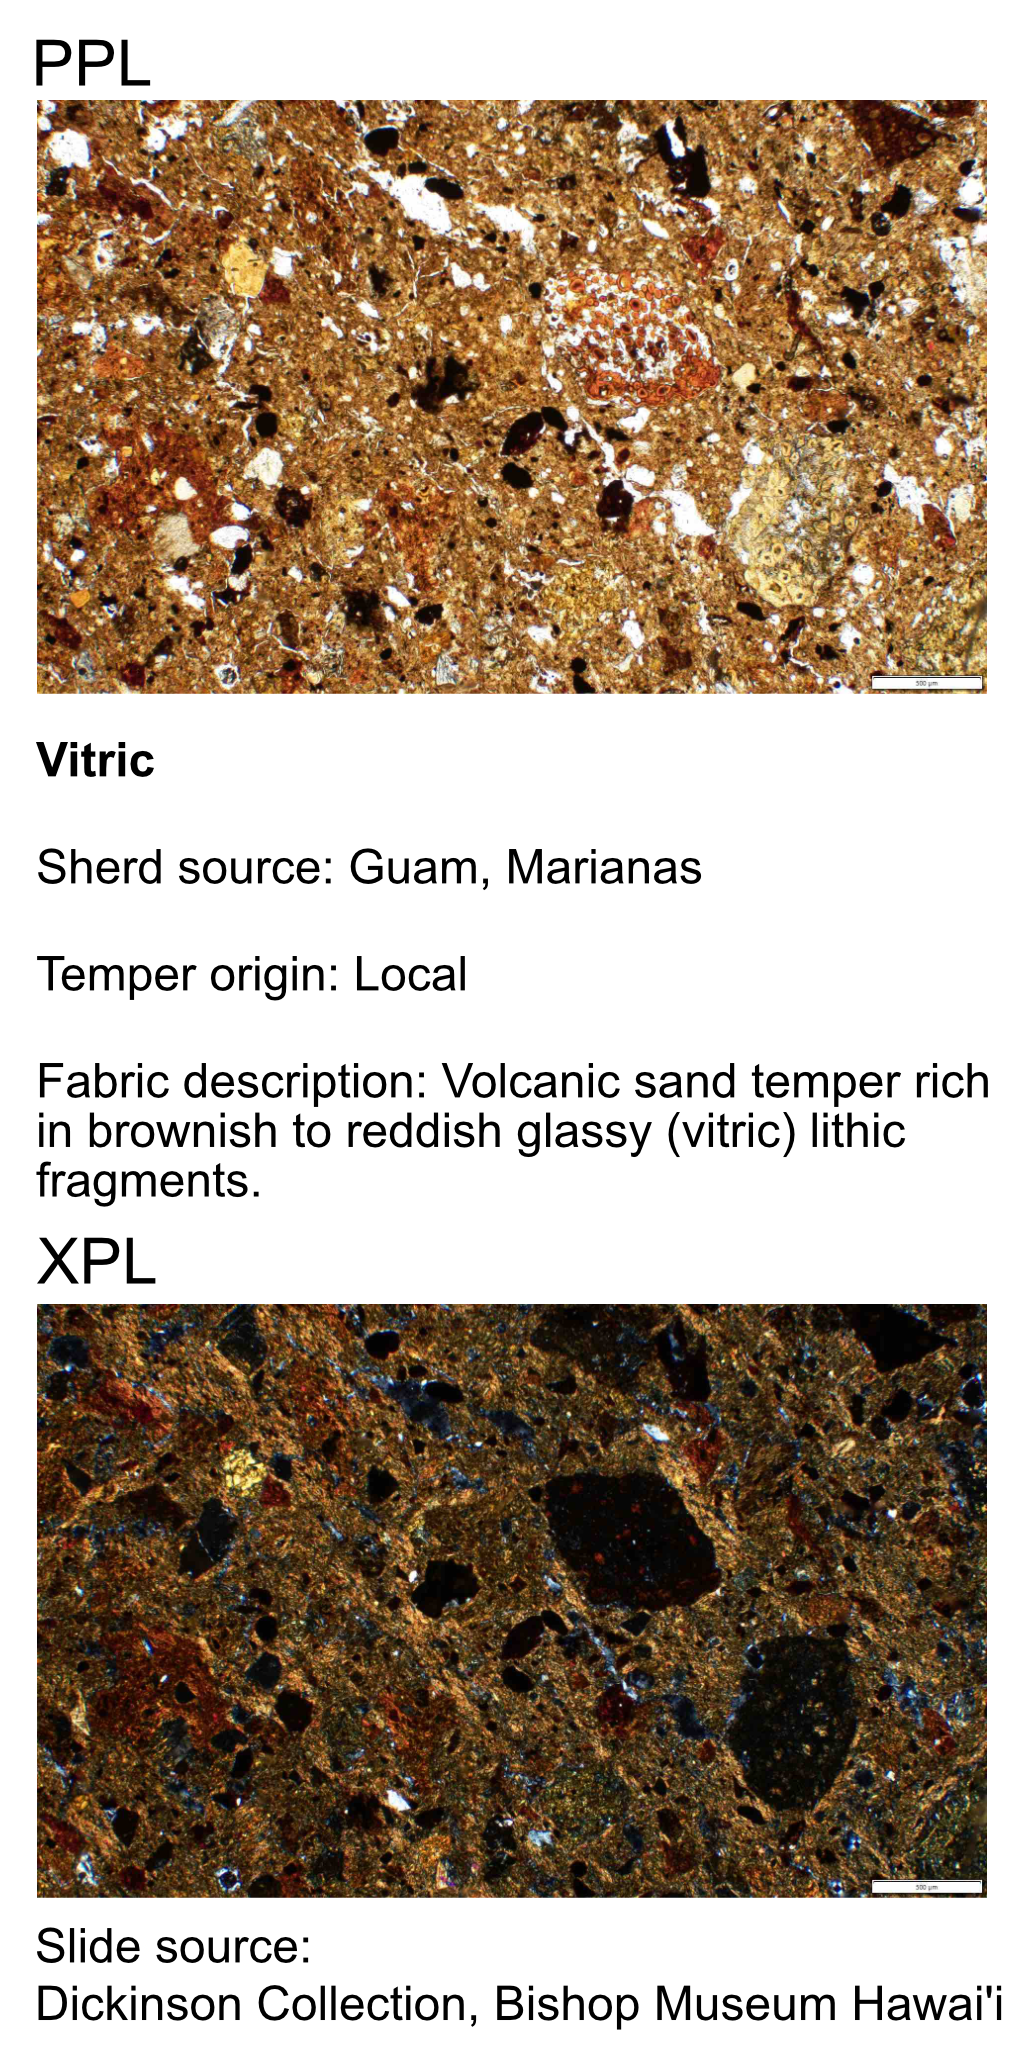 PPL
500 µm
Vitric
Sherd source: Guam, Marianas
Temper origin: Local
Fabric description: Volcanic sand temper rich
in brownish to reddish glassy (vitric) lithic
fragments.
XPL
500 µm
Slide source:
Dickinson Collection, Bishop Museum Hawai'i